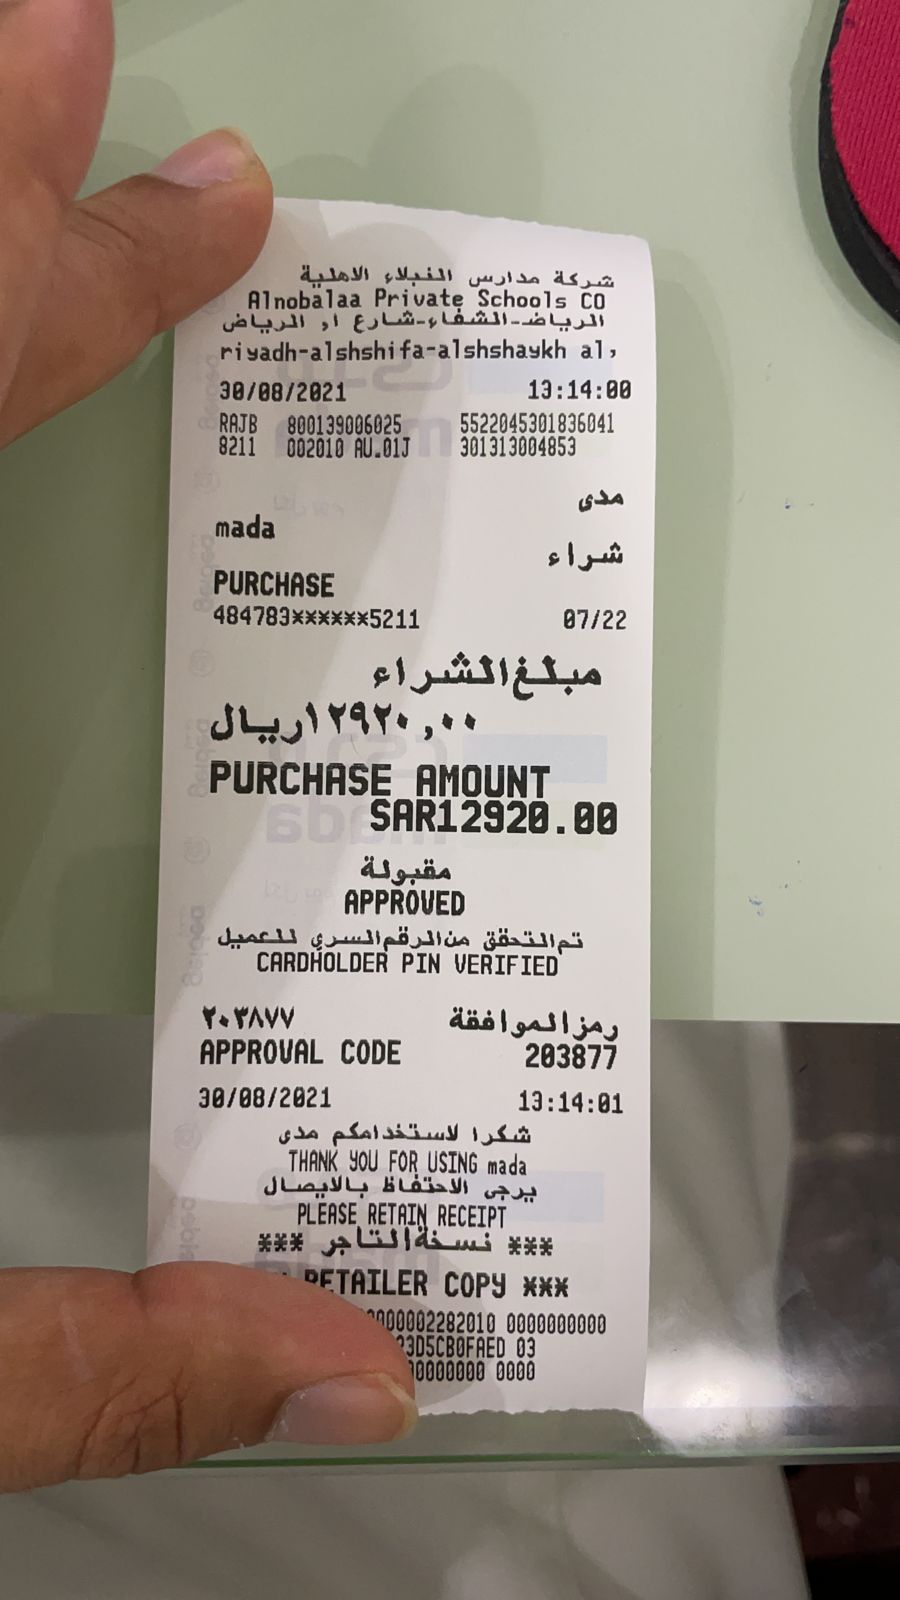 شركة مدارس النبلاء الاهلية
Alnobalaa Private Schools CO
الرياض-الشفاء-شارع ا, الرياض
riyadh-alshshifa-alshshaykh al,
30/08/2021 13:14:00
RAJB 800139006025 5522045301836041
8211 002010 AU.01J 301313004853
مدى
mada
شراء
PURCHASE
484783******5211 07/22
مبلغ الشراء
١٢٩٢٠,٠٠ ريال
PURCHASE AMOUNT
SAR12920.00
مقبولة
APPROVED
تم التحقق من الرقم السري للعميل
CARDHOLDER PIN VERIFIED
رمز الموافقة ٢٠٣٨٧٧
APPROVAL CODE 203877
30/08/2021 13:14:01
شكرا لاستخدامكم مدى
THANK YOU FOR USING mada
يرجى الاحتفاظ بالايصال
PLEASE RETAIN RECEIPT
*** نسخة التاجر ***
RETAILER COPY ***
0000002282010 0000000000
3D5CB0FAED 03
00000000 0000